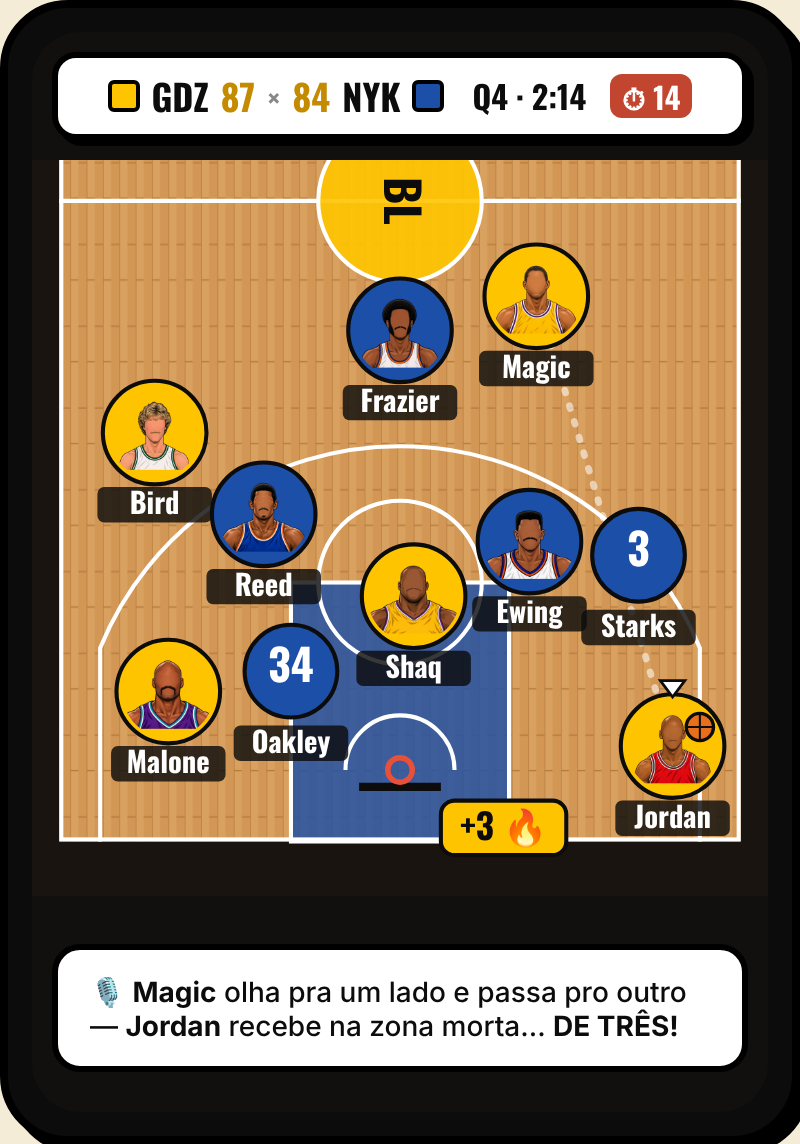 GDZ 87 × 84 NYK Q4 · 2:14 ⏱ 14
BL
Magic
Frazier
Bird
Reed
3
Ewing
Starks
34
Shaq
Oakley
Malone
Jordan
+3 🔥
🎙️ Magic olha pra um lado e passa pro outro
— Jordan recebe na zona morta... DE TRÊS!